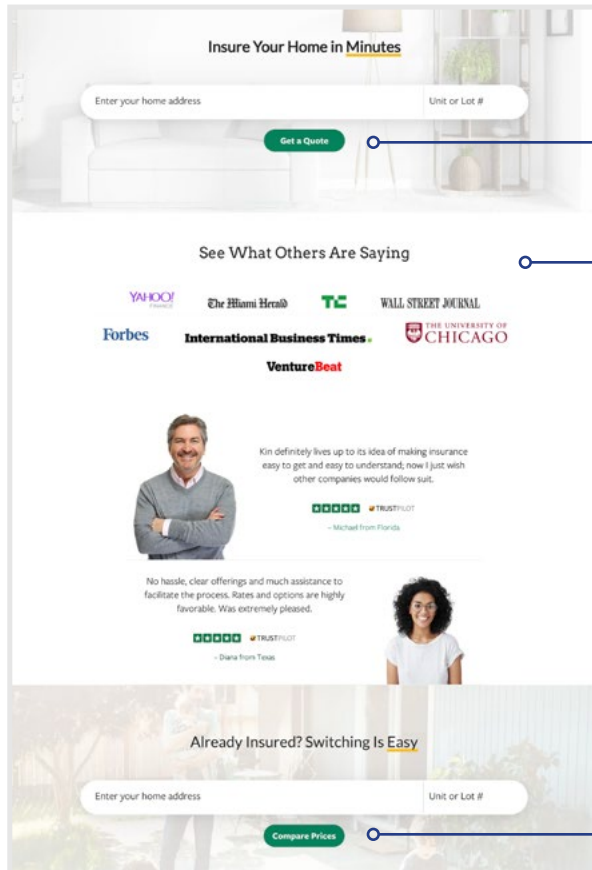 Insure Your Home in Minutes
Enter your home address Unit or Lot #
Get a Quote
See What Others Are Saying
YAHOO! The Miami Herald TC WALL STREET JOURNAL
FINANCE
Forbes International Business Times. THE UNIVERSITY OF
CHICAGO
VentureBeat
Kin definitely lives up to its idea of making insurance
easy to get and easy to understand; now I just wish
other companies would follow suit.
TRUSTPILOT
– Michael from Florida
No hassle, clear offerings and much assistance to
facilitate the process. Rates and options are highly
favorable. Was extremely pleased.
TRUSTPILOT
– Diana from Texas
Already Insured? Switching Is Easy
Enter your home address Unit or Lot #
Compare Prices